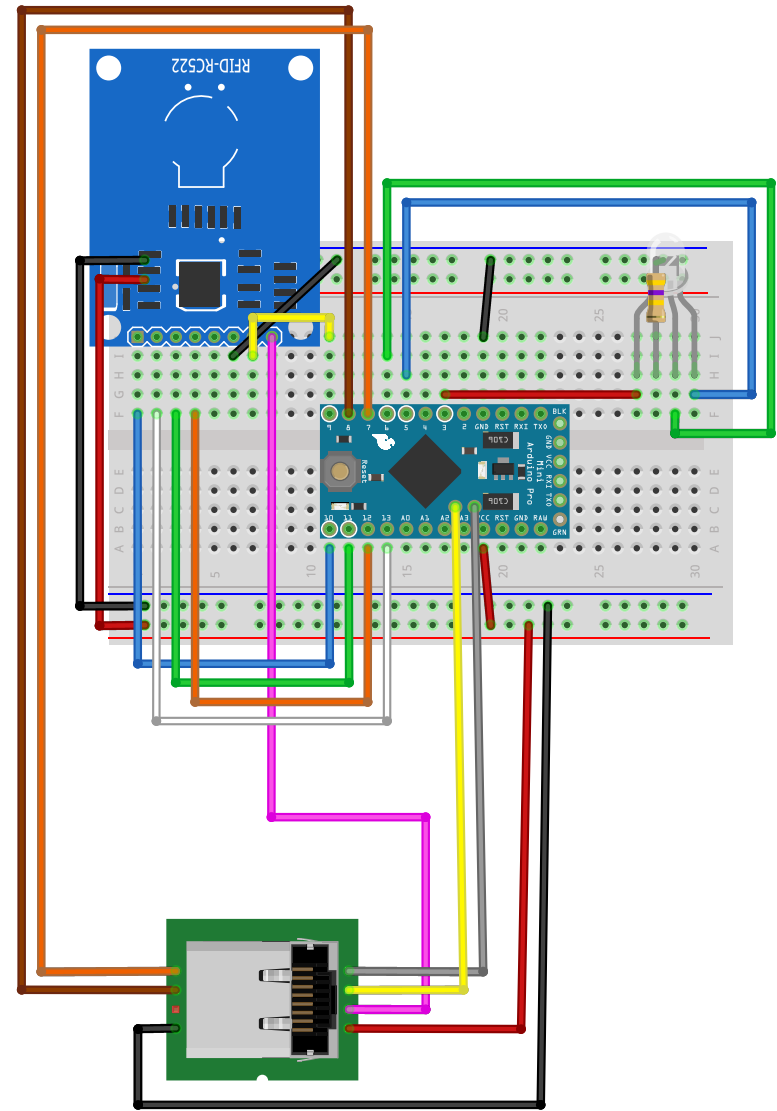 RFID-RC522
20
25
30
J
I
H
G
F
J
I
H
G
F
9
8
7
6
5
4
3
2
GND
RST
RXI
TXO
BLK
GND
VCC
RXI
TXO
GRN
Reset
Arduino Pro
Mini
10
11
12
13
A0
A1
A2
A3
VCC
RST
GND
RAW
E
D
C
B
A
E
D
C
B
A
5
10
15
20
25
30